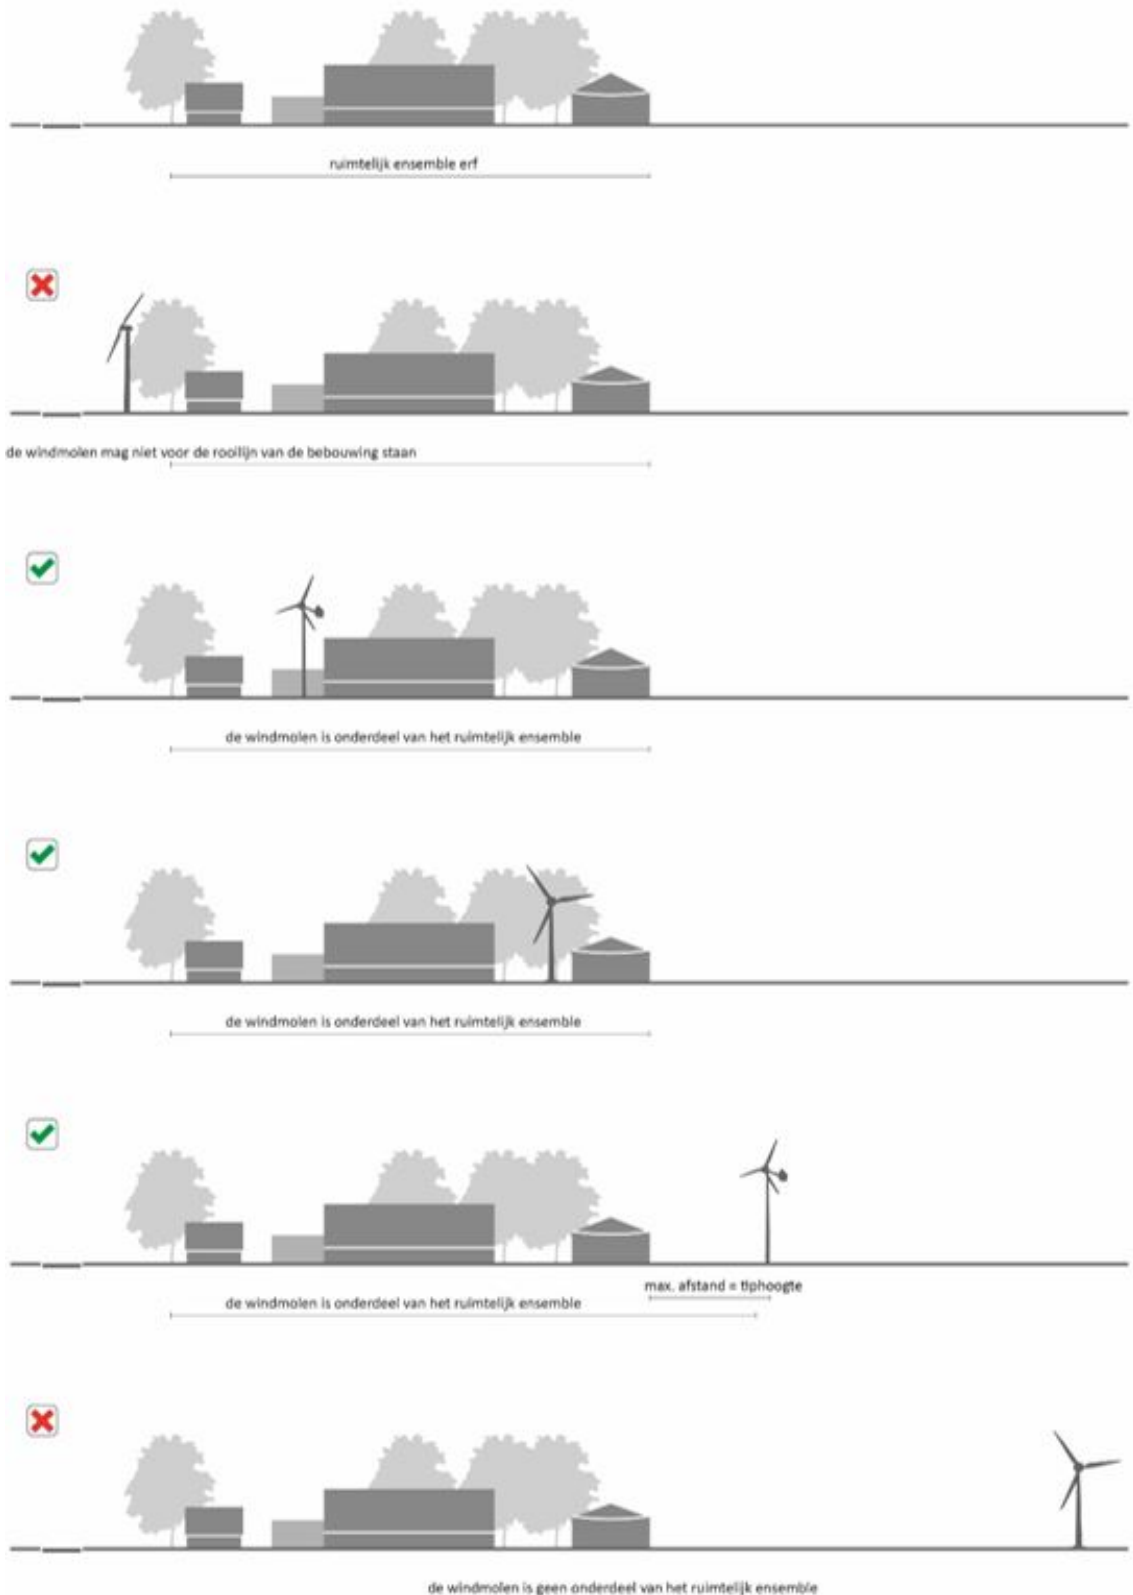 ruimtelijk ensemble erf
de windmolen mag niet voor de roollijn van de bebouwing staan
de windmolen is onderdeel van het ruimtelijk ensemble
de windmolen is onderdeel van het ruimtelijk ensemble
max. afstand = tiphoogte
de windmolen is onderdeel van het ruimtelijk ensemble
de windmolen is geen onderdeel van het ruimtelijk ensemble